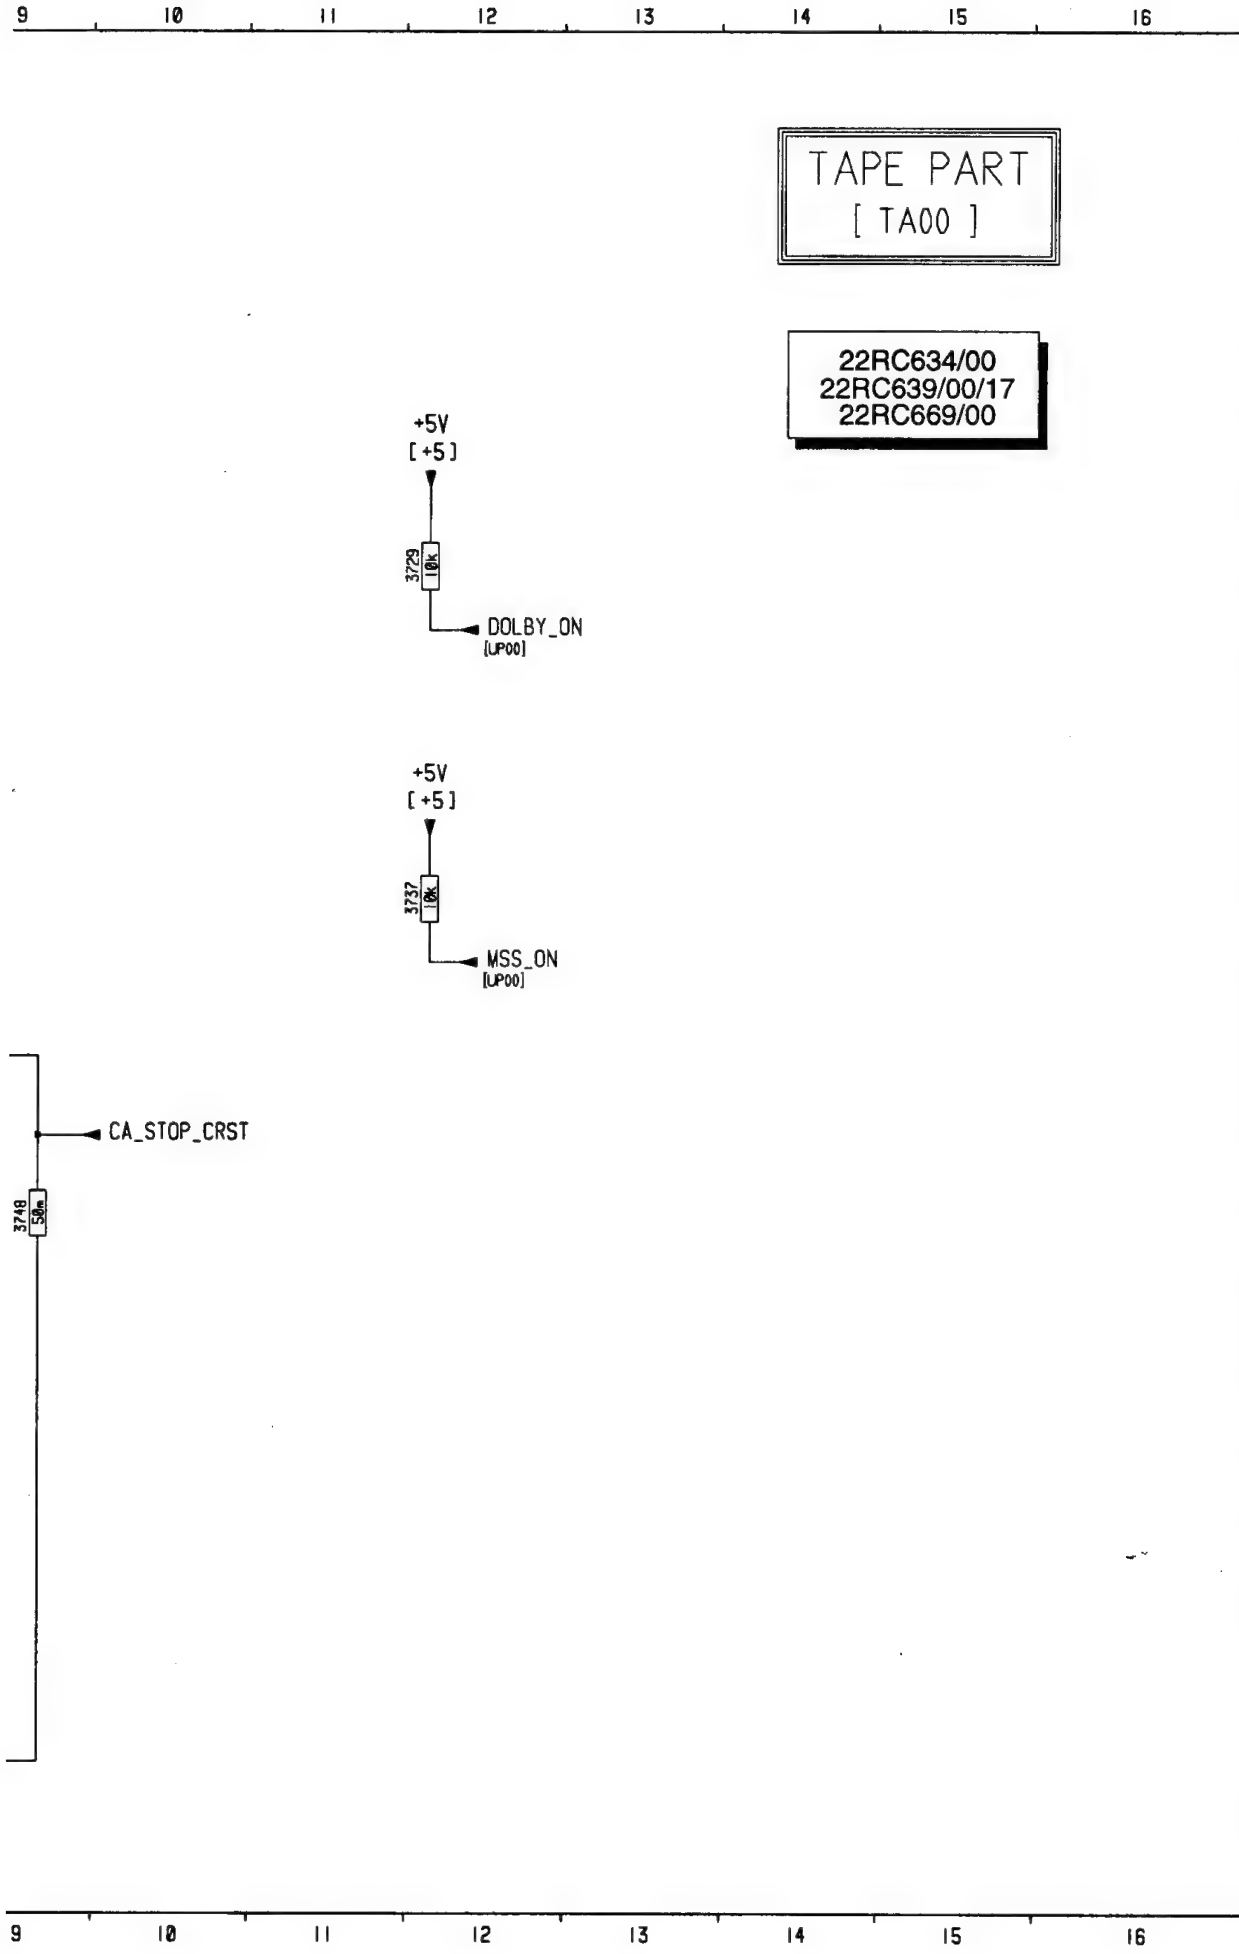 9 10 11 12 13 14 15 16
TAPE PART
[ TA00 ]
22RC634/00
22RC639/00/17
22RC669/00
+5V
[+5]
3729
10k
DOLBY_ON
[UP00]
+5V
[+5]
3737
10k
MSS_ON
[UP00]
CA_STOP_CRST
3748
50m
9 10 11 12 13 14 15 16